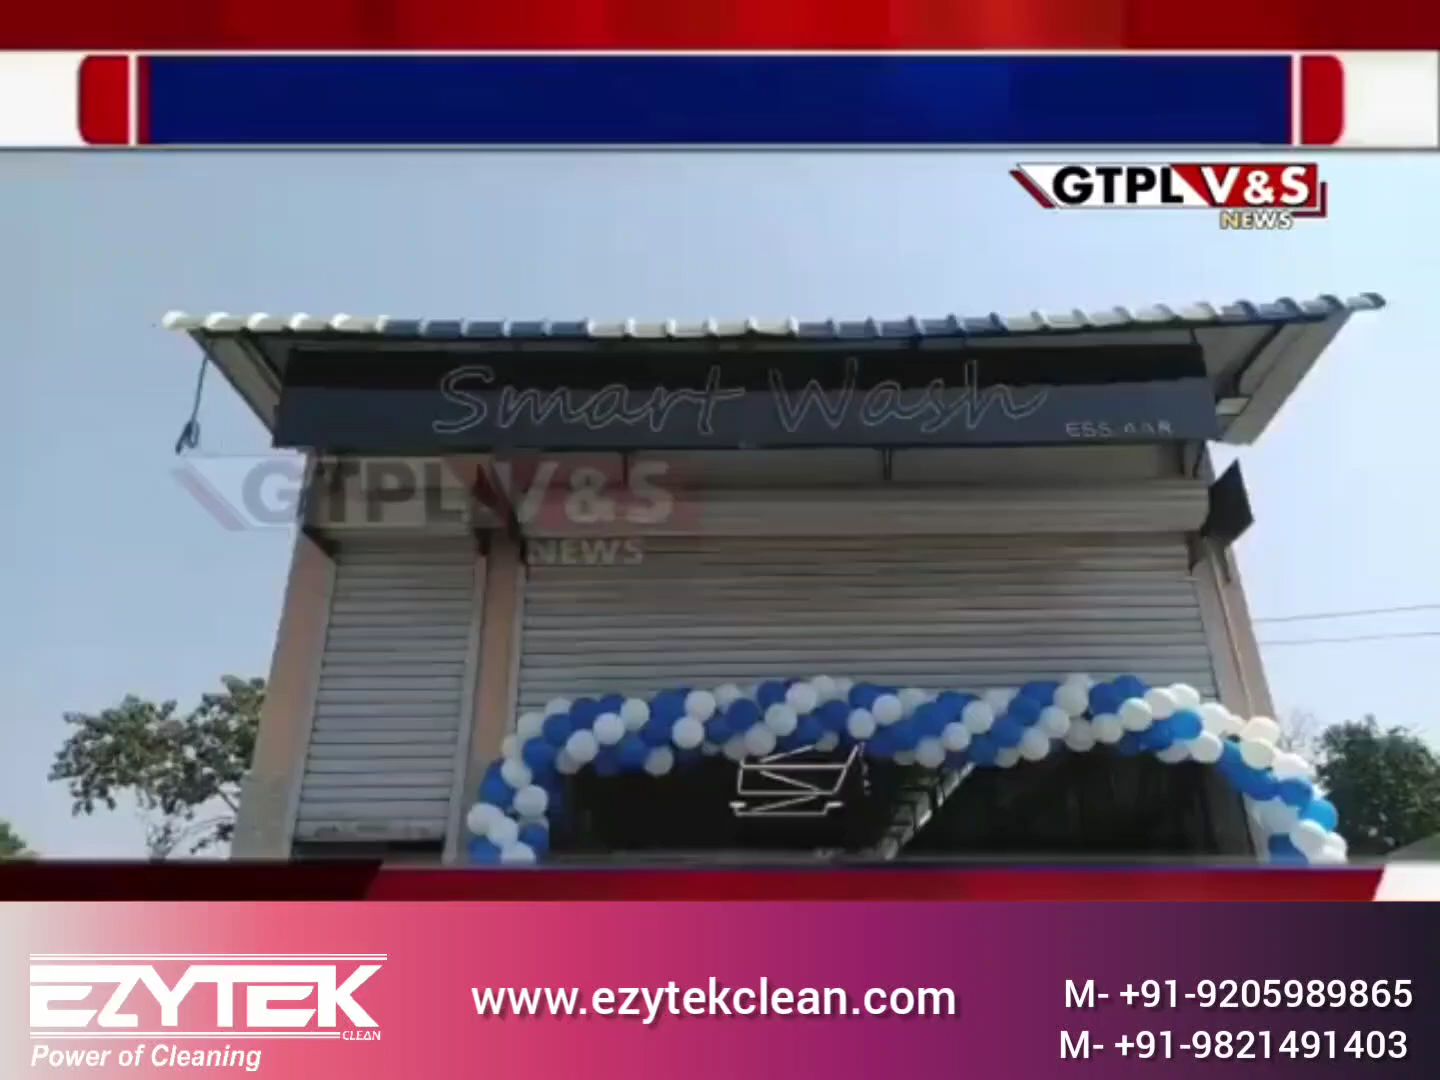 GTPL V&S
NEWS
Smart Wash
ESS AAR
GTPL V&S
NEWS
EZYTEK
CLEAN
Power of Cleaning
www.ezytekclean.com
M- +91-9205989865
M- +91-9821491403